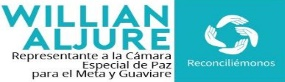 WILLIAN
ALJURE
Representante a la Cámara
Especial de Paz
para el Meta y Guaviare
Reconciliémonos